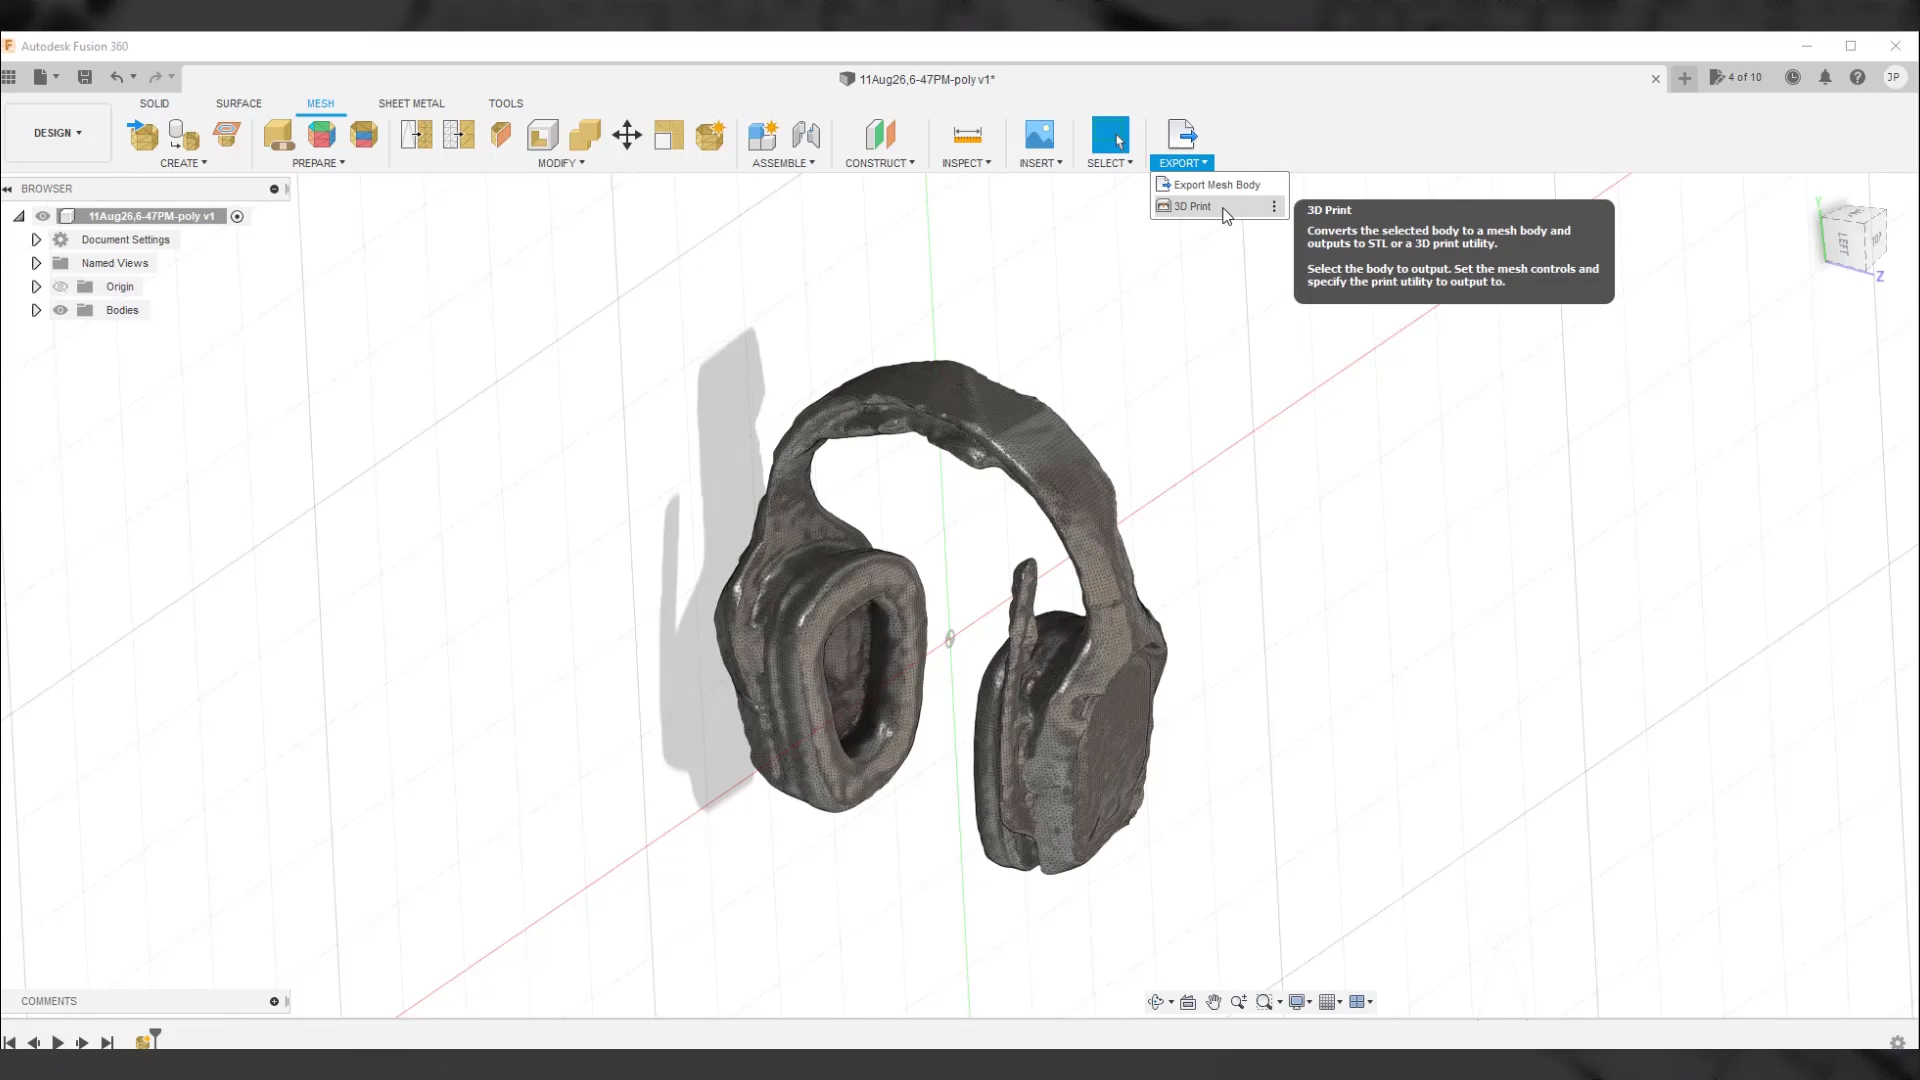 Autodesk Fusion 360
11Aug26,6-47PM-poly v1*
4 of 10
JP
DESIGN
SOLID
SURFACE
MESH
SHEET METAL
TOOLS
CREATE
PREPARE
MODIFY
ASSEMBLE
CONSTRUCT
INSPECT
INSERT
SELECT
EXPORT
Export Mesh Body
3D Print
3D Print
Converts the selected body to a mesh body and
outputs to STL or a 3D print utility.
Select the body to output. Set the mesh controls and
specify the print utility to output to.
BROWSER
11Aug26,6-47PM-poly v1
Document Settings
Named Views
Origin
Bodies
Y
LEFT
Z
COMMENTS